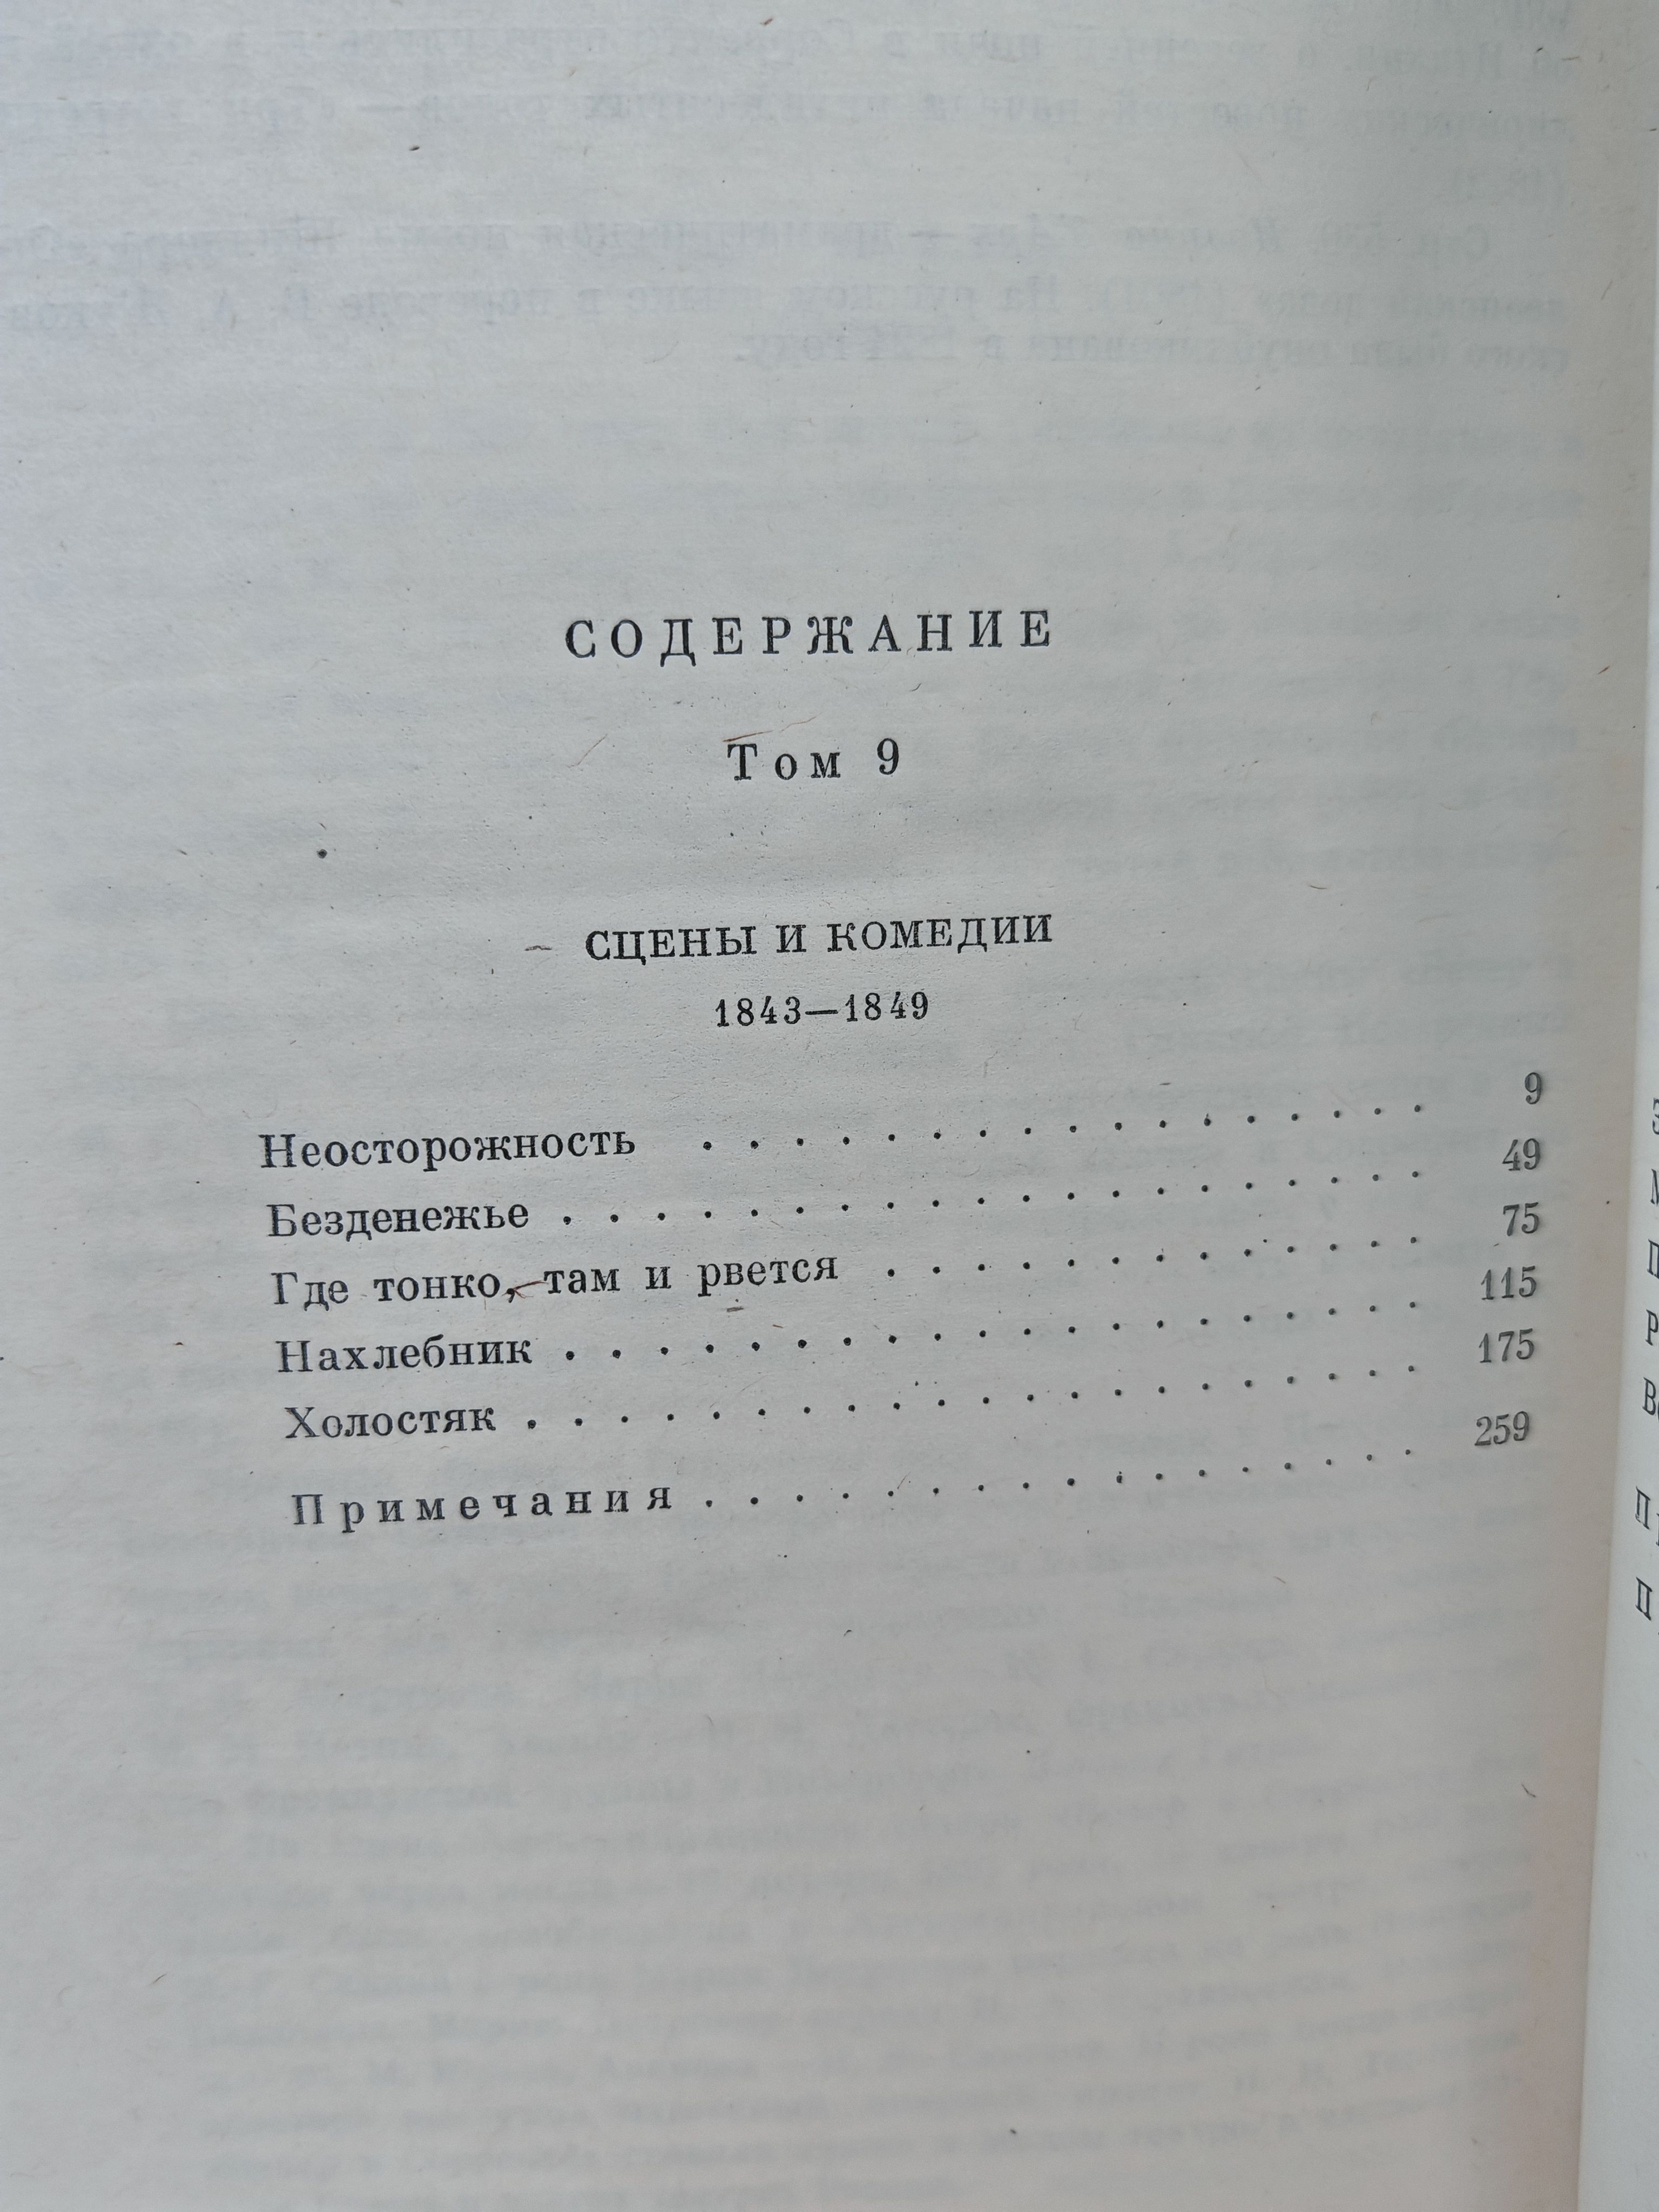 СОДЕРЖАНИЕ
Том 9
СЦЕНЫ И КОМЕДИИ
1843—1849
Неосторожность . . . . . . . . . . . . . . . . . 9
Безденежье . . . . . . . . . . . . . . . . . . . . 49
Где тонко, там и рвется . . . . . . . . . . . . . 75
Нахлебник . . . . . . . . . . . . . . . . . . . . 115
Холостяк . . . . . . . . . . . . . . . . . . . . . 175
Примечания . . . . . . . . . . . . . . . . . 259